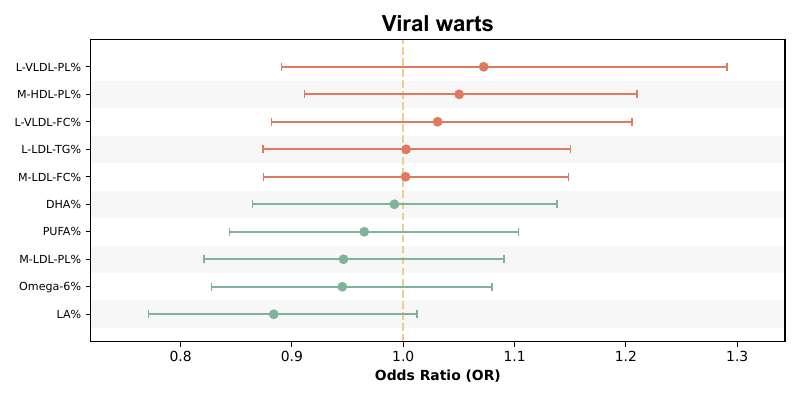 Viral warts
L-VLDL-PL%
M-HDL-PL%
L-VLDL-FC%
L-LDL-TG%
M-LDL-FC%
DHA%
PUFA%
M-LDL-PL%
Omega-6%
LA%
0.8 0.9 1.0 1.1 1.2 1.3
Odds Ratio (OR)